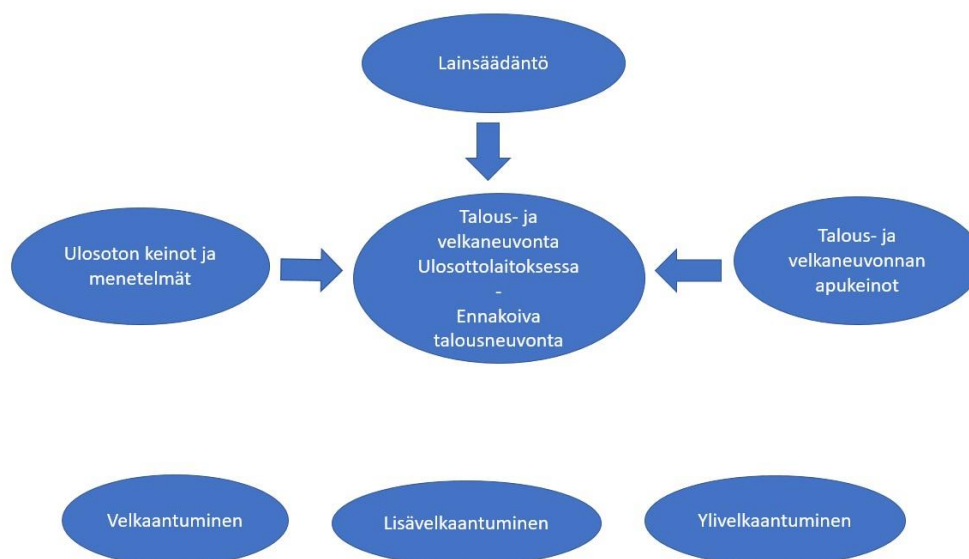 Lainsäädäntö
Ulosoton keinot ja
menetelmät
Talous- ja
velkaneuvonta
Ulosottolaitoksessa
-
Ennakoiva
talousneuvonta
Talous- ja
velkaneuvonnan
apukeinot
Velkaantuminen
Lisävelkaantuminen
Ylivelkaantuminen